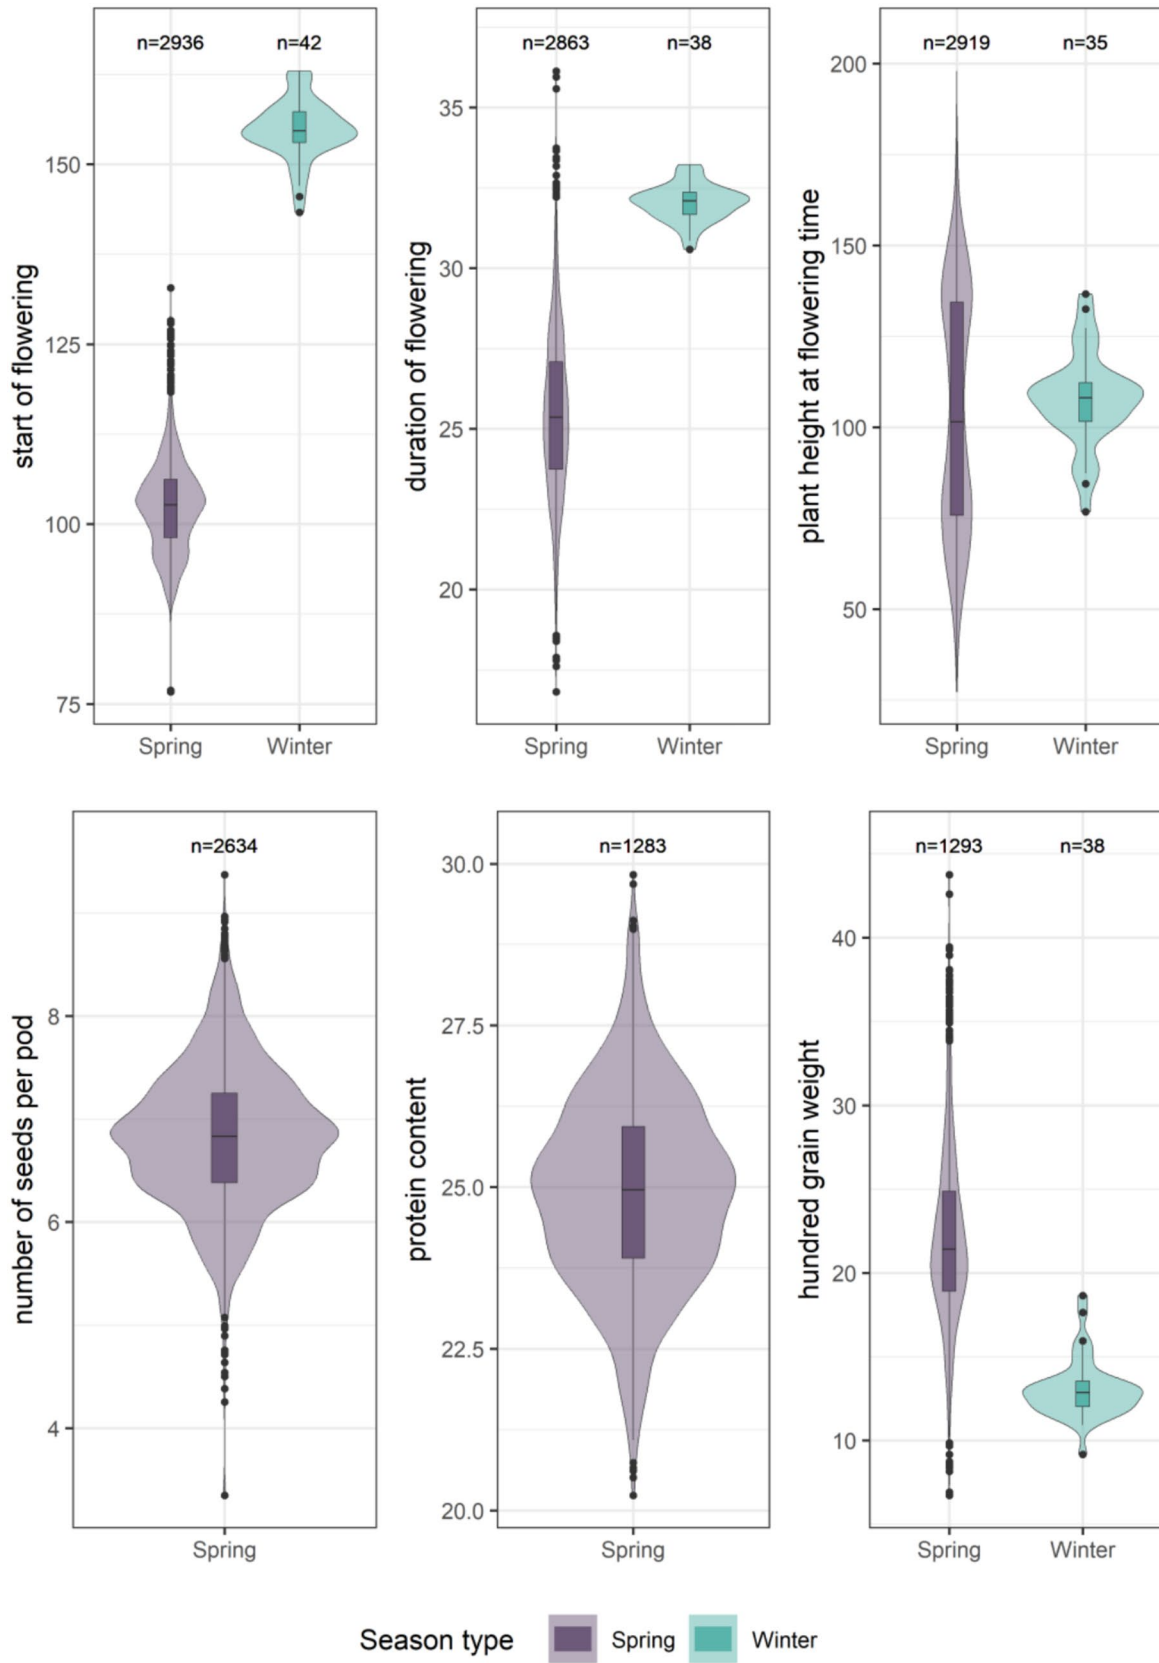 n=2936 n=42
start of flowering
150
125
100
75
Spring Winter
n=2863 n=38
duration of flowering
35
30
25
20
Spring Winter
n=2919 n=35
plant height at flowering time
200
150
100
50
Spring Winter
n=2634
number of seeds per pod
8
6
4
Spring
n=1283
protein content
30.0
27.5
25.0
22.5
20.0
Spring
n=1293 n=38
hundred grain weight
40
30
20
10
Spring Winter
Season type Spring Winter